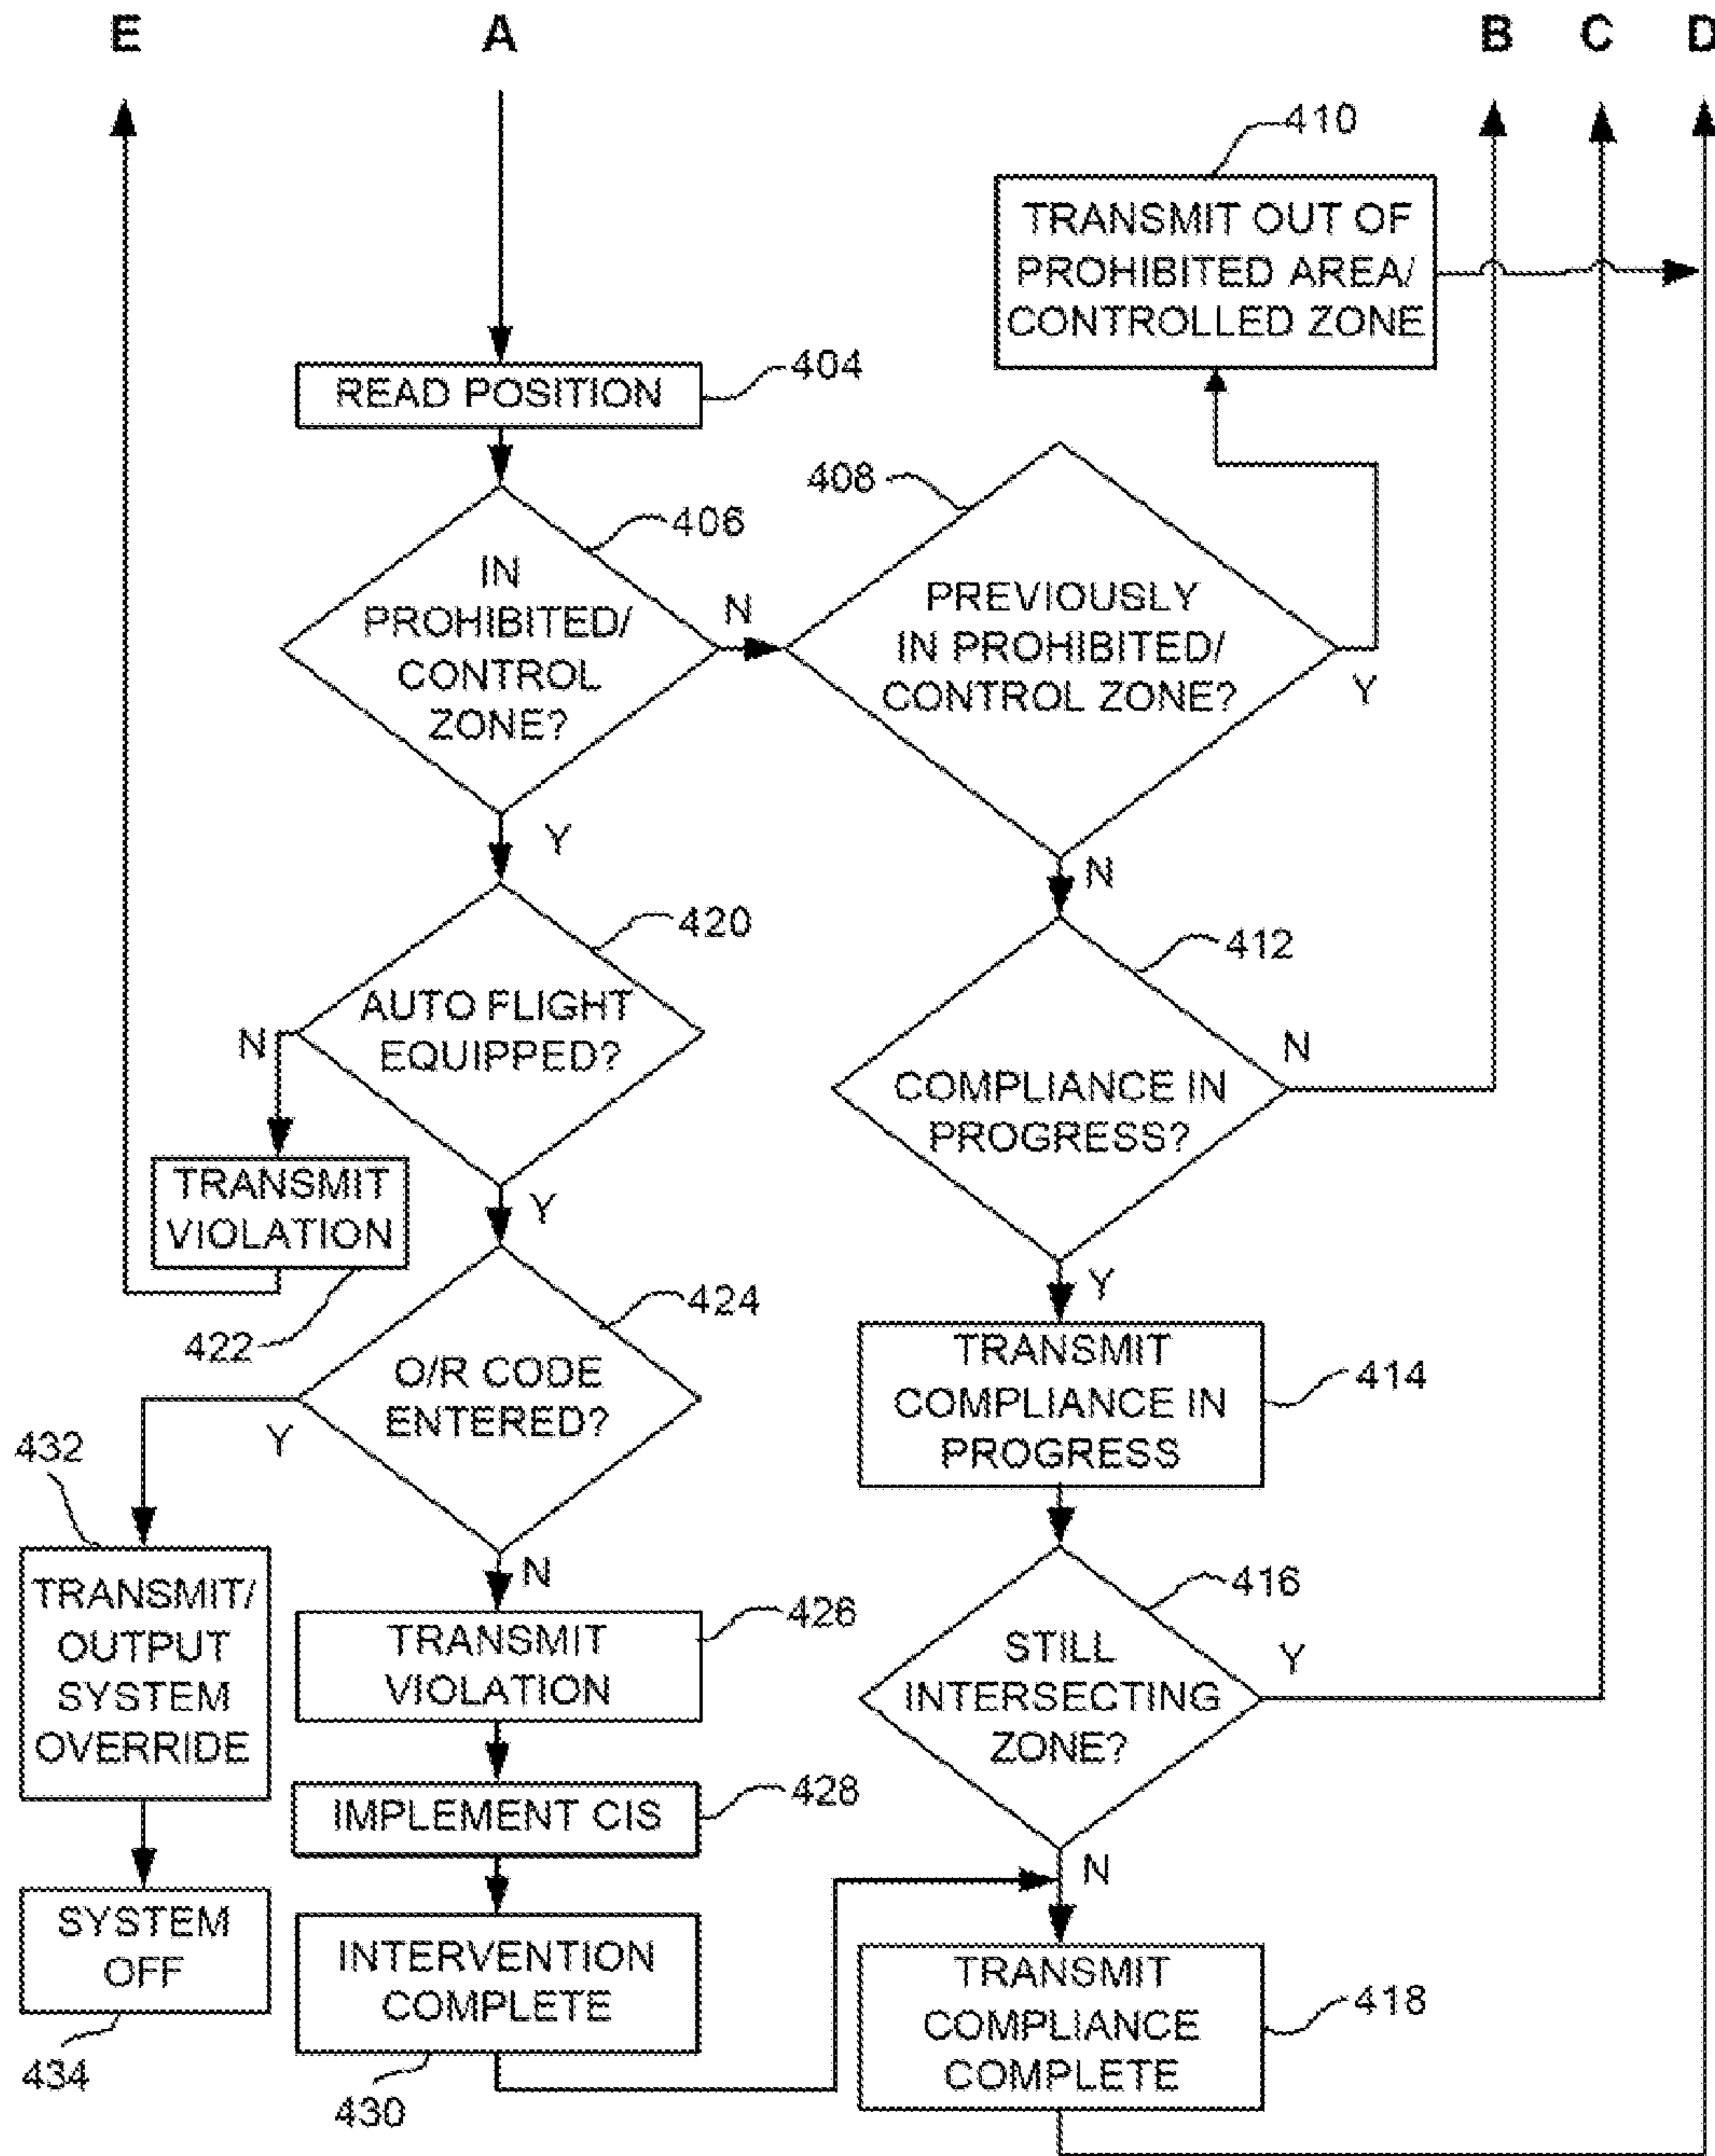 E
A
B
C
D
410
TRANSMIT OUT OF
PROHIBITED AREA/
CONTROLLED ZONE
READ POSITION
404
406
IN
PROHIBITED/
CONTROL
ZONE?
N
408
PREVIOUSLY
IN PROHIBITED/
CONTROL ZONE?
Y
Y
N
420
AUTO FLIGHT
EQUIPPED?
N
412
COMPLIANCE IN
PROGRESS?
N
TRANSMIT
VIOLATION
422
Y
Y
424
O/R CODE
ENTERED?
Y
TRANSMIT
COMPLIANCE IN
PROGRESS
414
432
TRANSMIT/
OUTPUT
SYSTEM
OVERRIDE
N
TRANSMIT
VIOLATION
426
416
STILL
INTERSECTING
ZONE?
Y
IMPLEMENT CIS
428
N
SYSTEM
OFF
434
INTERVENTION
COMPLETE
430
TRANSMIT
COMPLIANCE
COMPLETE
418